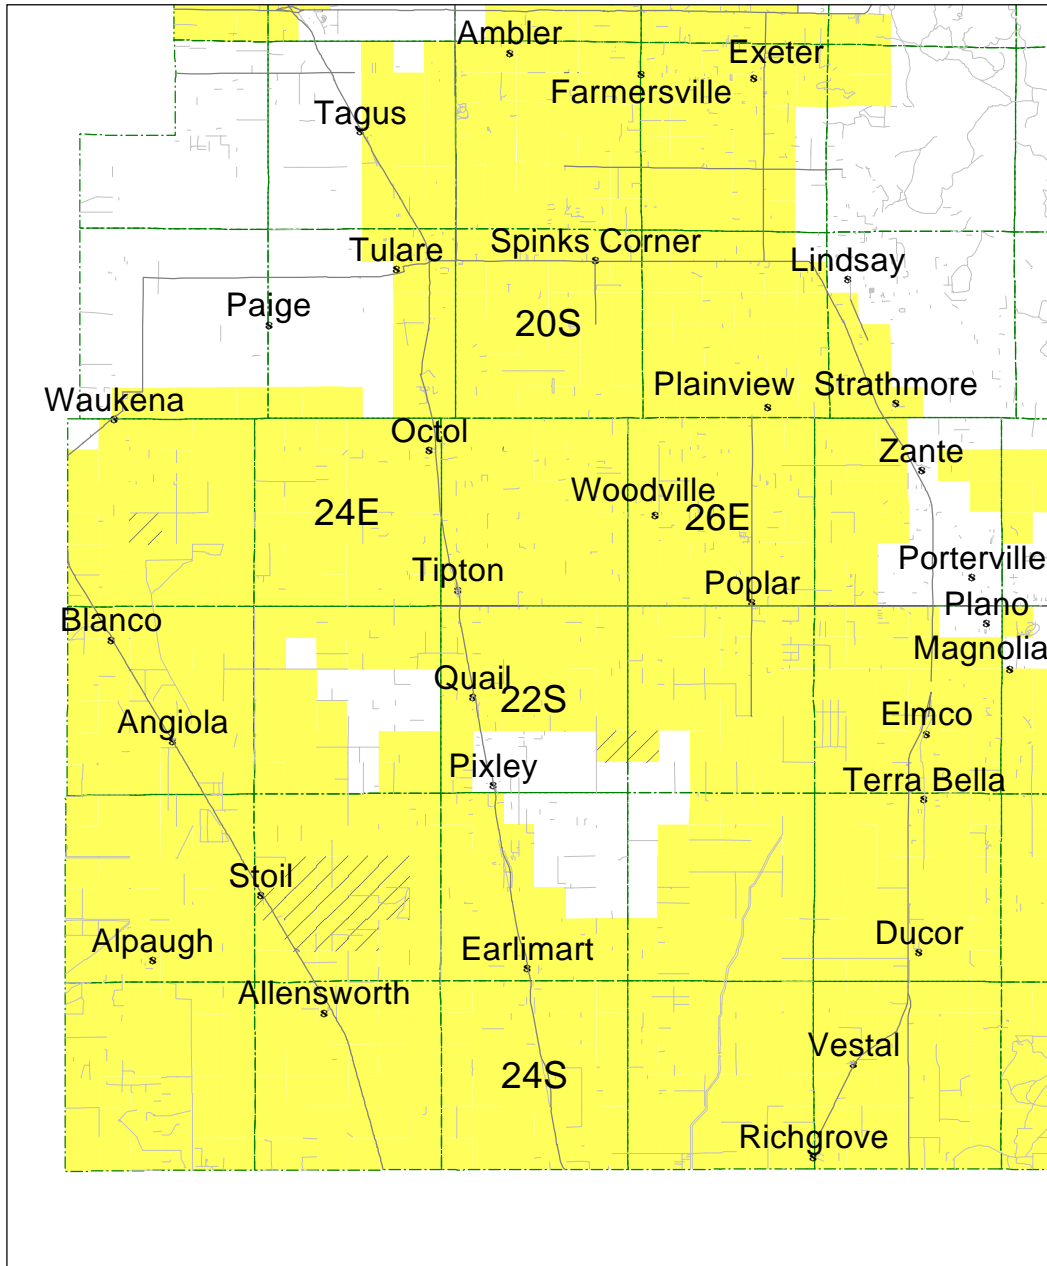 Ambler
Exeter
Farmersville
Tagus
Spinks Corner
Tulare
Lindsay
Paige
20S
Plainview
Strathmore
Waukena
Octol
Zante
Woodville
24E
26E
Porterville
Tipton
Poplar
Plano
Blanco
Magnolia
Quail
22S
Elmco
Angiola
Pixley
Terra Bella
Stoil
Ducor
Alpaugh
Earlimart
Allensworth
Vestal
24S
Richgrove